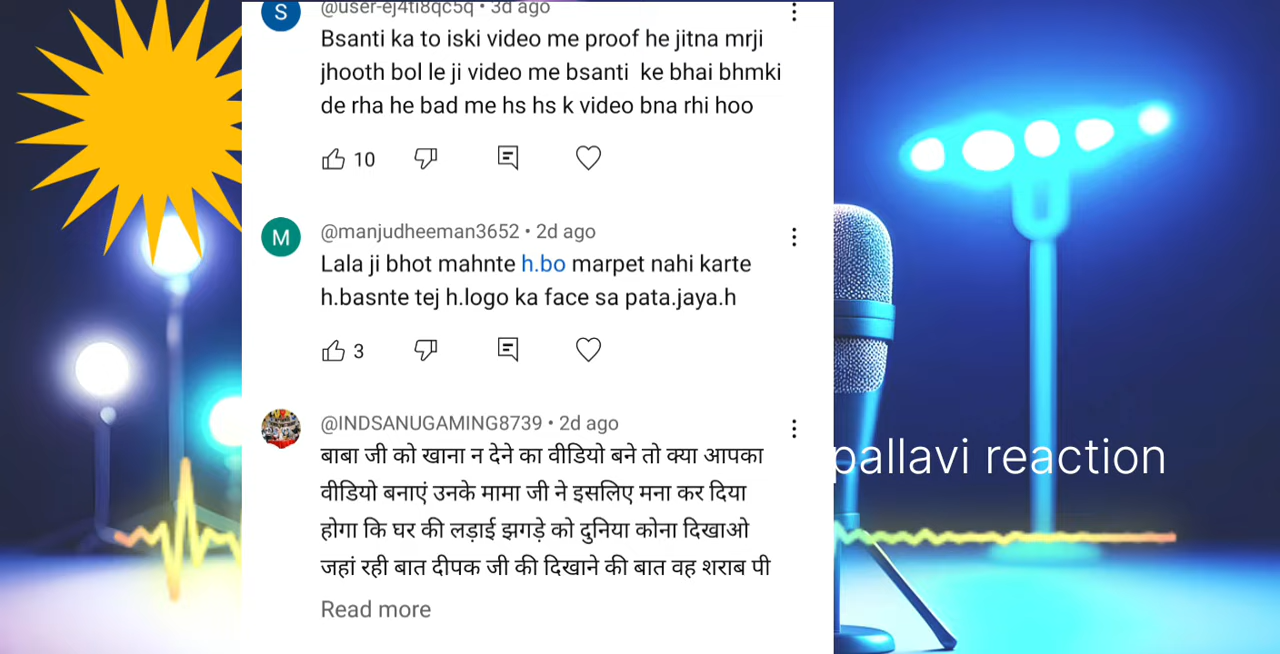 S
@user-ej4ti8qc5q • 3d ago
Bsanti ka to iski video me proof he jitna mrji
jhooth bol le ji video me bsanti ke bhai bhmki
de rha he bad me hs hs k video bna rhi hoo
10
M
@manjudheeman3652 • 2d ago
Lala ji bhot mahnte h.bo marpet nahi karte
h.basnte tej h.logo ka face sa pata.jaya.h
3
@INDSANUGAMING8739 • 2d ago
बाबा जी को खाना न देने का वीडियो बने तो क्या आपका
वीडियो बनाएं उनके मामा जी ने इसलिए मना कर दिया
होगा कि घर की लड़ाई झगड़े को दुनिया कोना दिखाओ
जहां रही बात दीपक जी की दिखाने की बात वह शराब पी
Read more
pallavi reaction